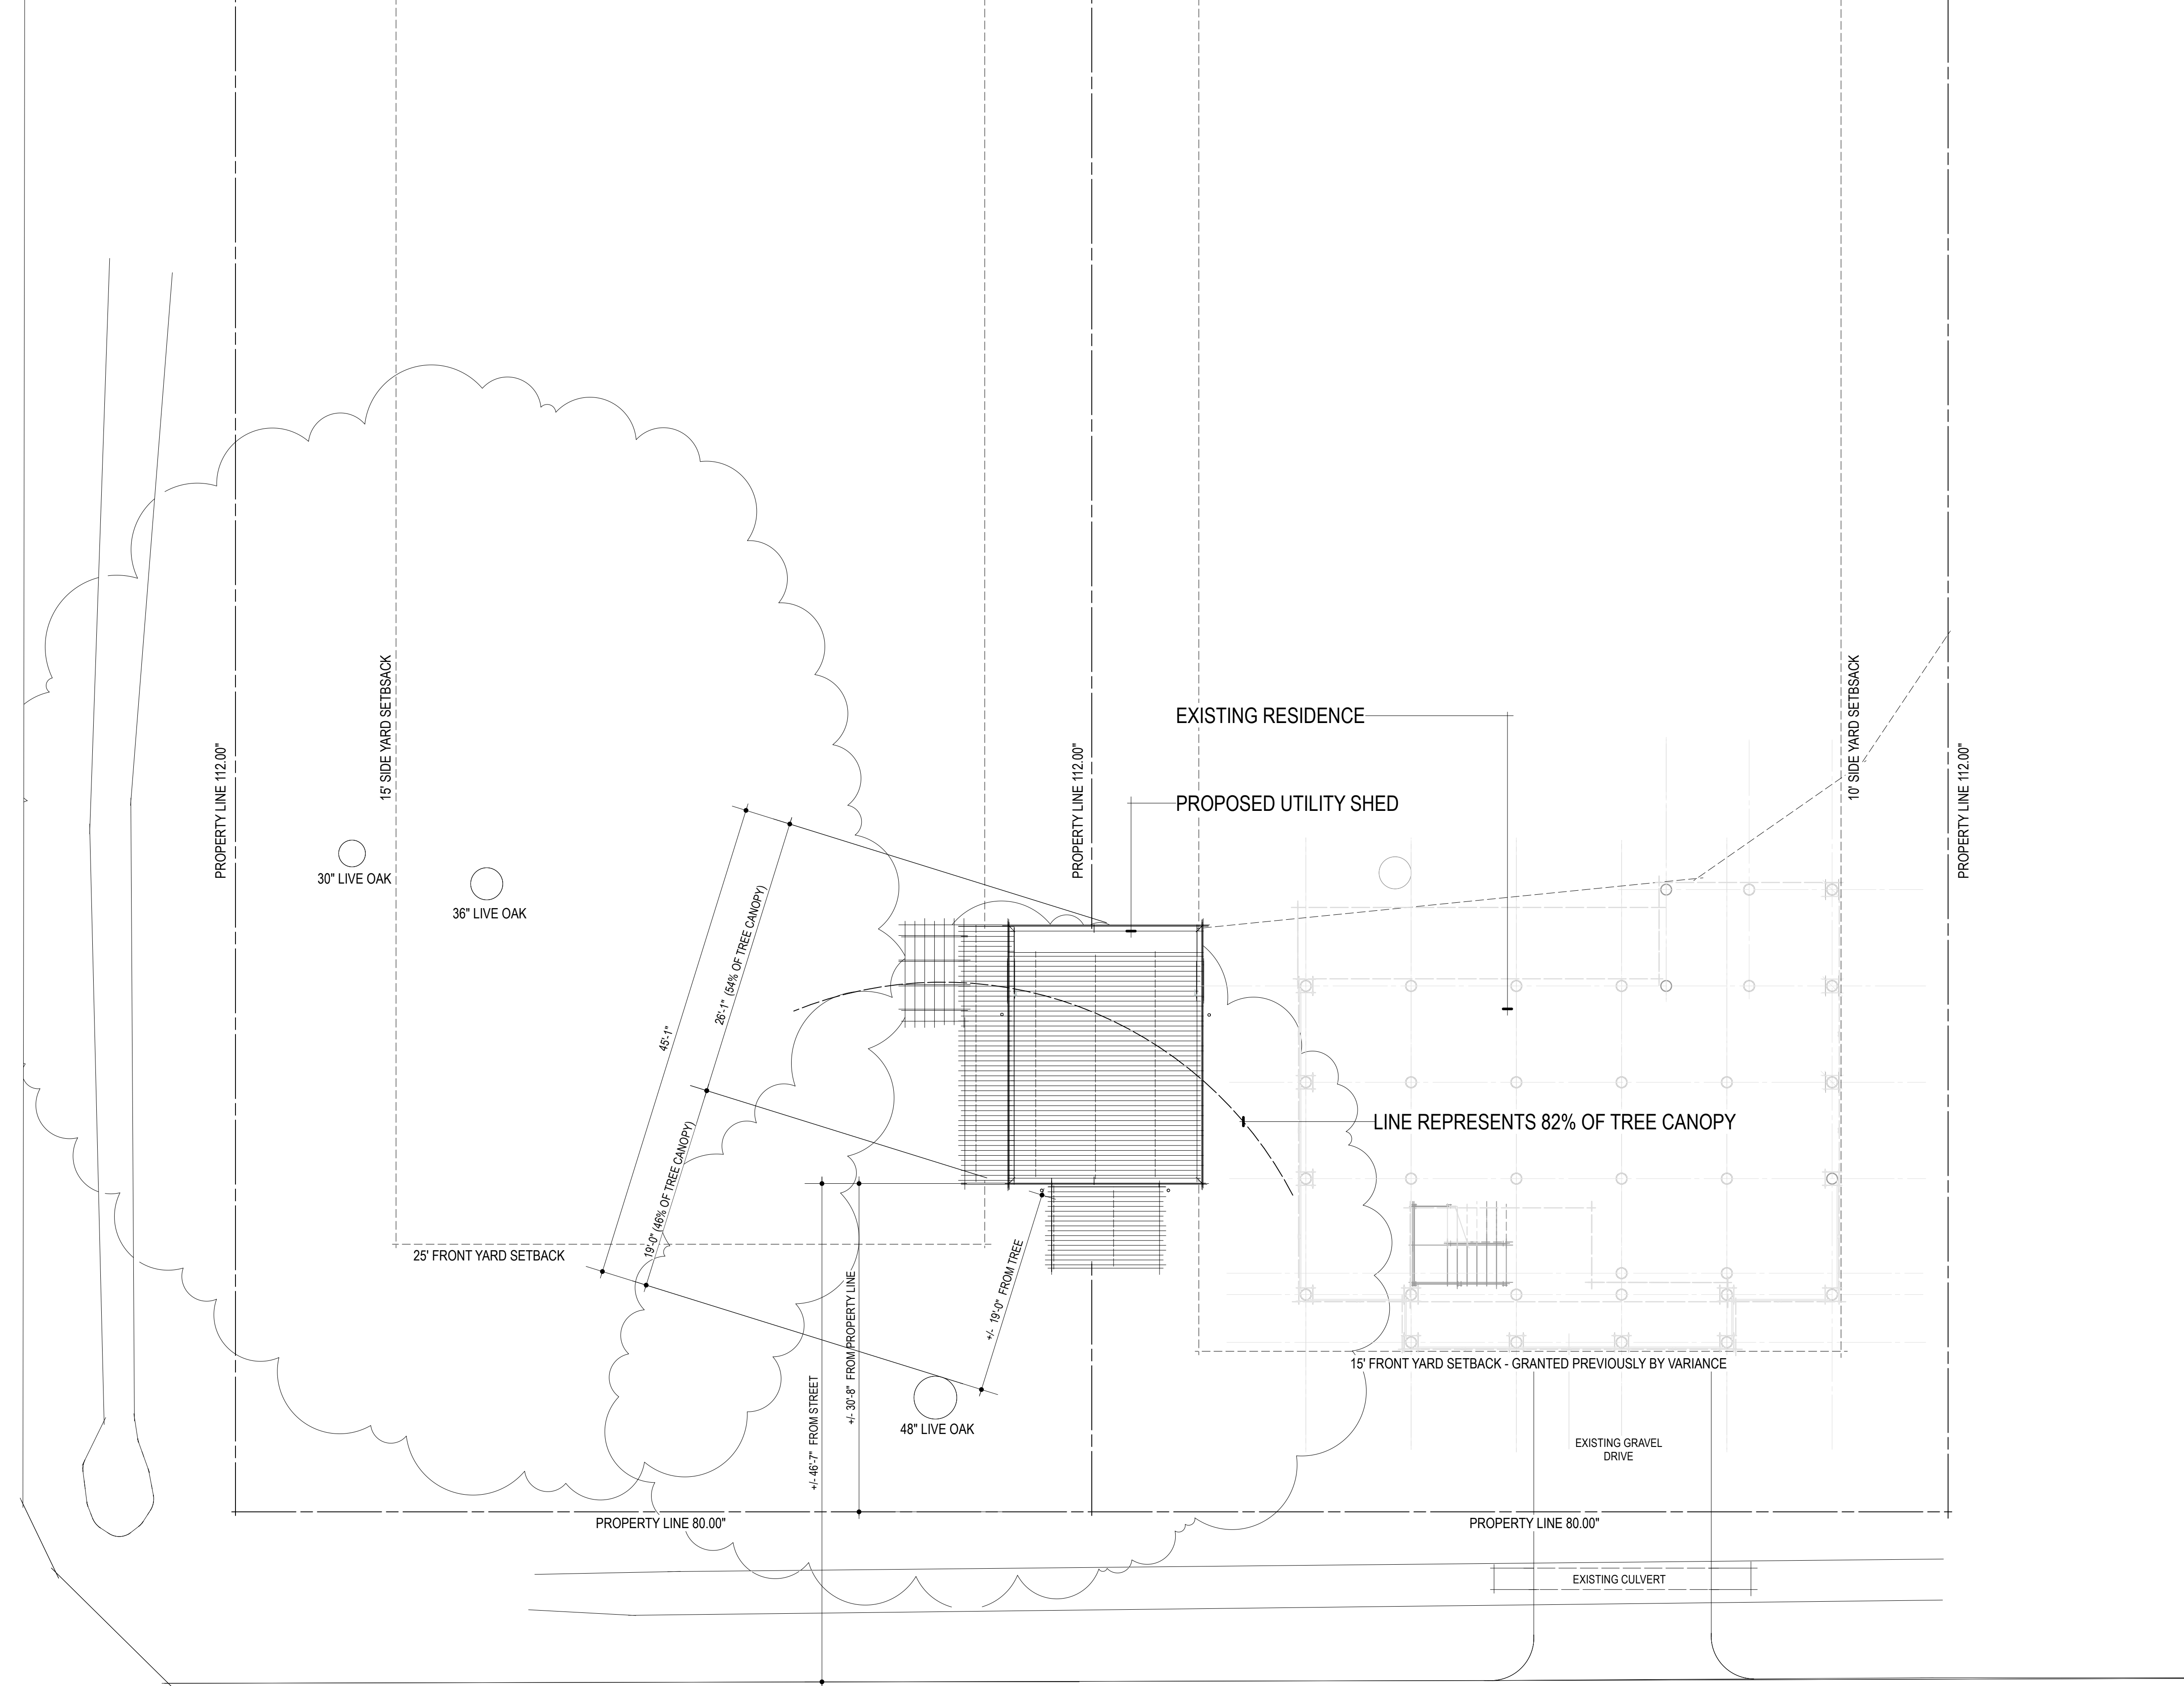 15' SIDE YARD SETBSACK
10' SIDE YARD SETBSACK
EXISTING RESIDENCE
PROPERTY LINE 112.00"
PROPERTY LINE 112.00"
PROPERTY LINE 112.00"
PROPOSED UTILITY SHED
30" LIVE OAK
36" LIVE OAK
26'-1" (54% OF TREE CANOPY)
45'-1"
LINE REPRESENTS 82% OF TREE CANOPY
19'-0" (46% OF TREE CANOPY)
25' FRONT YARD SETBACK
+/- 19'-0" FROM TREE
+/- 30'-8" FROM PROPERTY LINE
15' FRONT YARD SETBACK - GRANTED PREVIOUSLY BY VARIANCE
+/- 46'-7" FROM STREET
48" LIVE OAK
EXISTING GRAVEL
DRIVE
PROPERTY LINE 80.00"
PROPERTY LINE 80.00"
EXISTING CULVERT